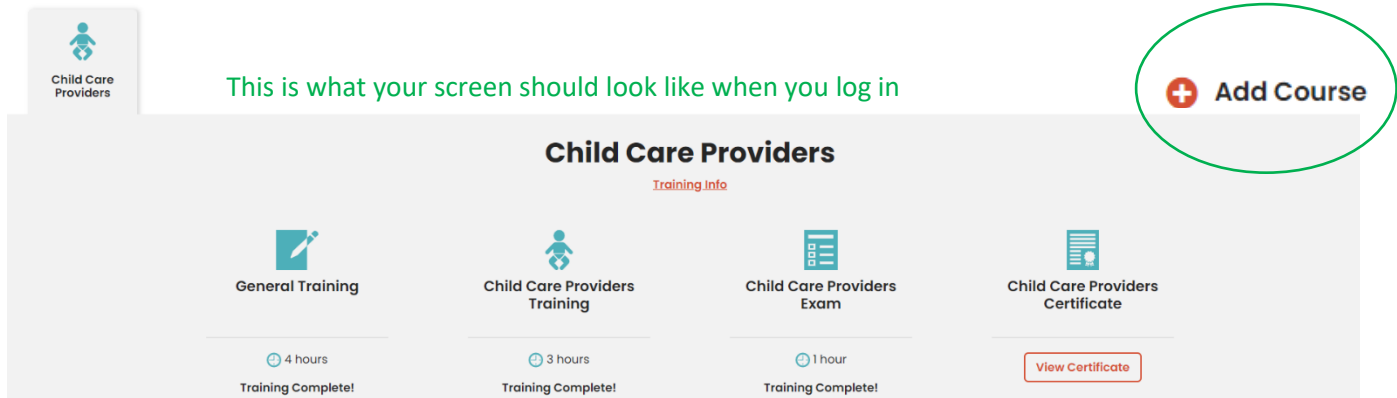 Child Care
Providers
This is what your screen should look like when you log in
Add Course
Child Care Providers
Training Info
General Training
Child Care Providers
Training
Child Care Providers
Exam
Child Care Providers
Certificate
4 hours
3 hours
1 hour
View Certificate
Training Complete!
Training Complete!
Training Complete!